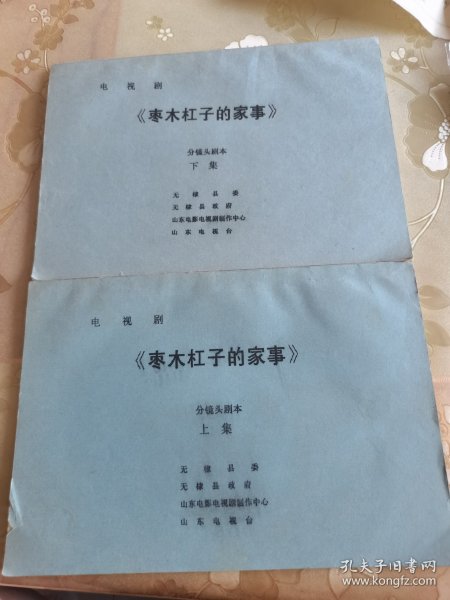 电视剧
《枣木杠子的家事》
分镜头剧本
下集
无棣县委
无棣县政府
山东电影电视剧制作中心
山东电视台
电视剧
《枣木杠子的家事》
分镜头剧本
上集
无棣县委
无棣县政府
山东电影电视剧制作中心
山东电视台
孔夫子旧书网
www.kongfz.com